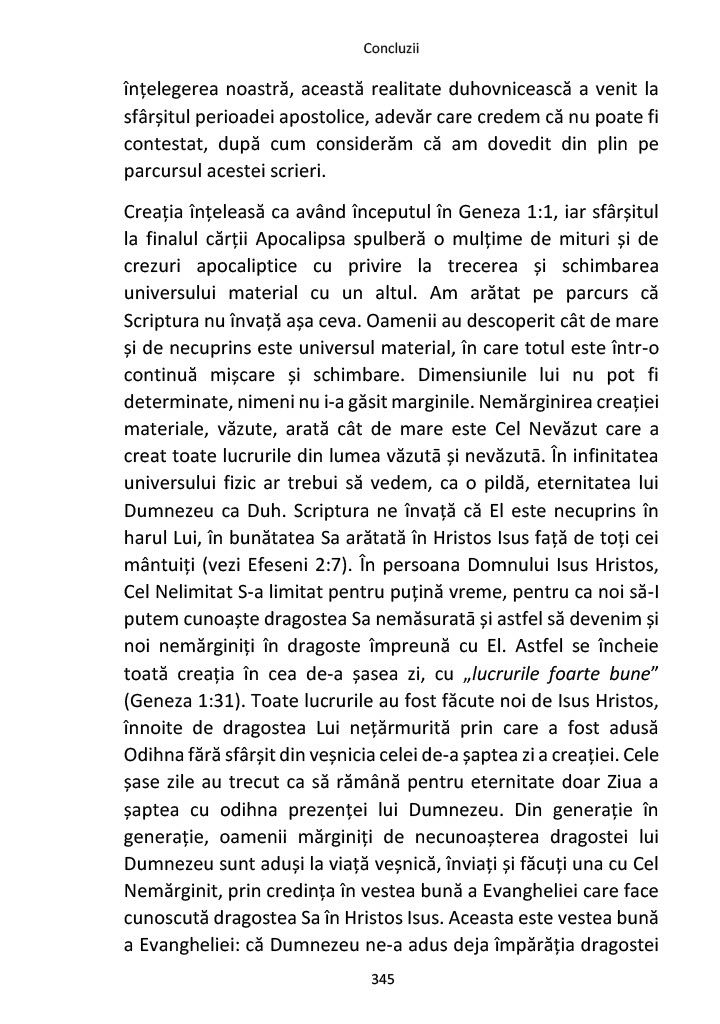 Concluzii
înțelegerea noastră, această realitate duhovnicească a venit la
sfârșitul perioadei apostolice, adevăr care credem că nu poate fi
contestat, după cum considerăm că am dovedit din plin pe
parcursul acestei scrieri.
Creația înțeleasă ca având începutul în Geneza 1:1, iar sfârșitul
la finalul cărții Apocalipsa spulberă o mulțime de mituri și de
crezuri apocaliptice cu privire la trecerea și schimbarea
universului material cu un altul. Am arătat pe parcurs că
Scriptura nu învață așa ceva. Oamenii au descoperit cât de mare
și de necuprins este universul material, în care totul este într-o
continuă mișcare și schimbare. Dimensiunile lui nu pot fi
determinate, nimeni nu i-a găsit marginile. Nemărginirea creației
materiale, văzute, arată cât de mare este Cel Nevăzut care a
creat toate lucrurile din lumea văzutā și nevăzutā. În infinitatea
universului fizic ar trebui să vedem, ca o pildă, eternitatea lui
Dumnezeu ca Duh. Scriptura ne învață că El este necuprins în
harul Lui, în bunătatea Sa arătată în Hristos Isus față de toți cei
mântuiți (vezi Efeseni 2:7). În persoana Domnului Isus Hristos,
Cel Nelimitat S-a limitat pentru puțină vreme, pentru ca noi să-I
putem cunoaște dragostea Sa nemăsuratā și astfel să devenim și
noi nemărginiți în dragoste împreună cu El. Astfel se încheie
toată creația în cea de-a șasea zi, cu „lucrurile foarte bune”
(Geneza 1:31). Toate lucrurile au fost făcute noi de Isus Hristos,
înnoite de dragostea Lui nețărmurită prin care a fost adusă
Odihna fără sfârșit din veșnicia celei de-a șaptea zi a creației. Cele
șase zile au trecut ca să rămână pentru eternitate doar Ziua a
șaptea cu odihna prezenței lui Dumnezeu. Din generație în
generație, oamenii mărginiți de necunoașterea dragostei lui
Dumnezeu sunt aduși la viață veșnică, înviați și făcuți una cu Cel
Nemărginit, prin credința în vestea bună a Evangheliei care face
cunoscută dragostea Sa în Hristos Isus. Aceasta este vestea bună
a Evangheliei: că Dumnezeu ne-a adus deja împărăția dragostei
345